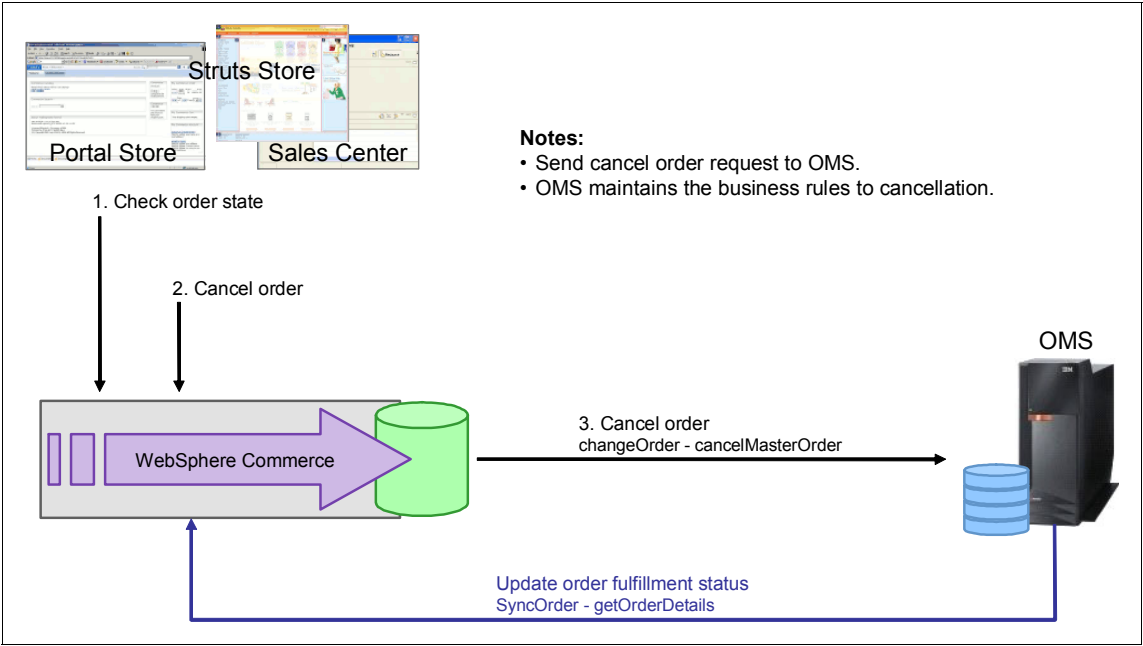 Struts Store
Portal Store
Sales Center
Notes:
• Send cancel order request to OMS.
• OMS maintains the business rules to cancellation.
1. Check order state
2. Cancel order
OMS
IBM
3. Cancel order
changeOrder - cancelMasterOrder
WebSphere Commerce
Update order fulfillment status
SyncOrder - getOrderDetails